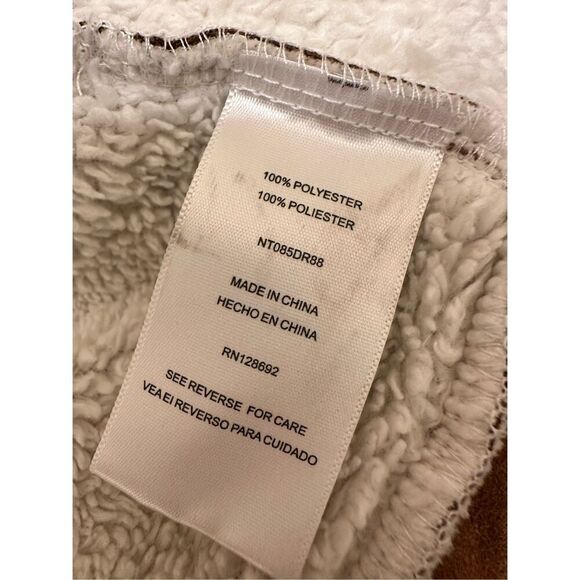 100% POLYESTER
100% POLIESTER
NT085DR88
MADE IN CHINA
HECHO EN CHINA
RN128692
SEE REVERSE FOR CARE
VEA EI REVERSO PARA CUIDADO